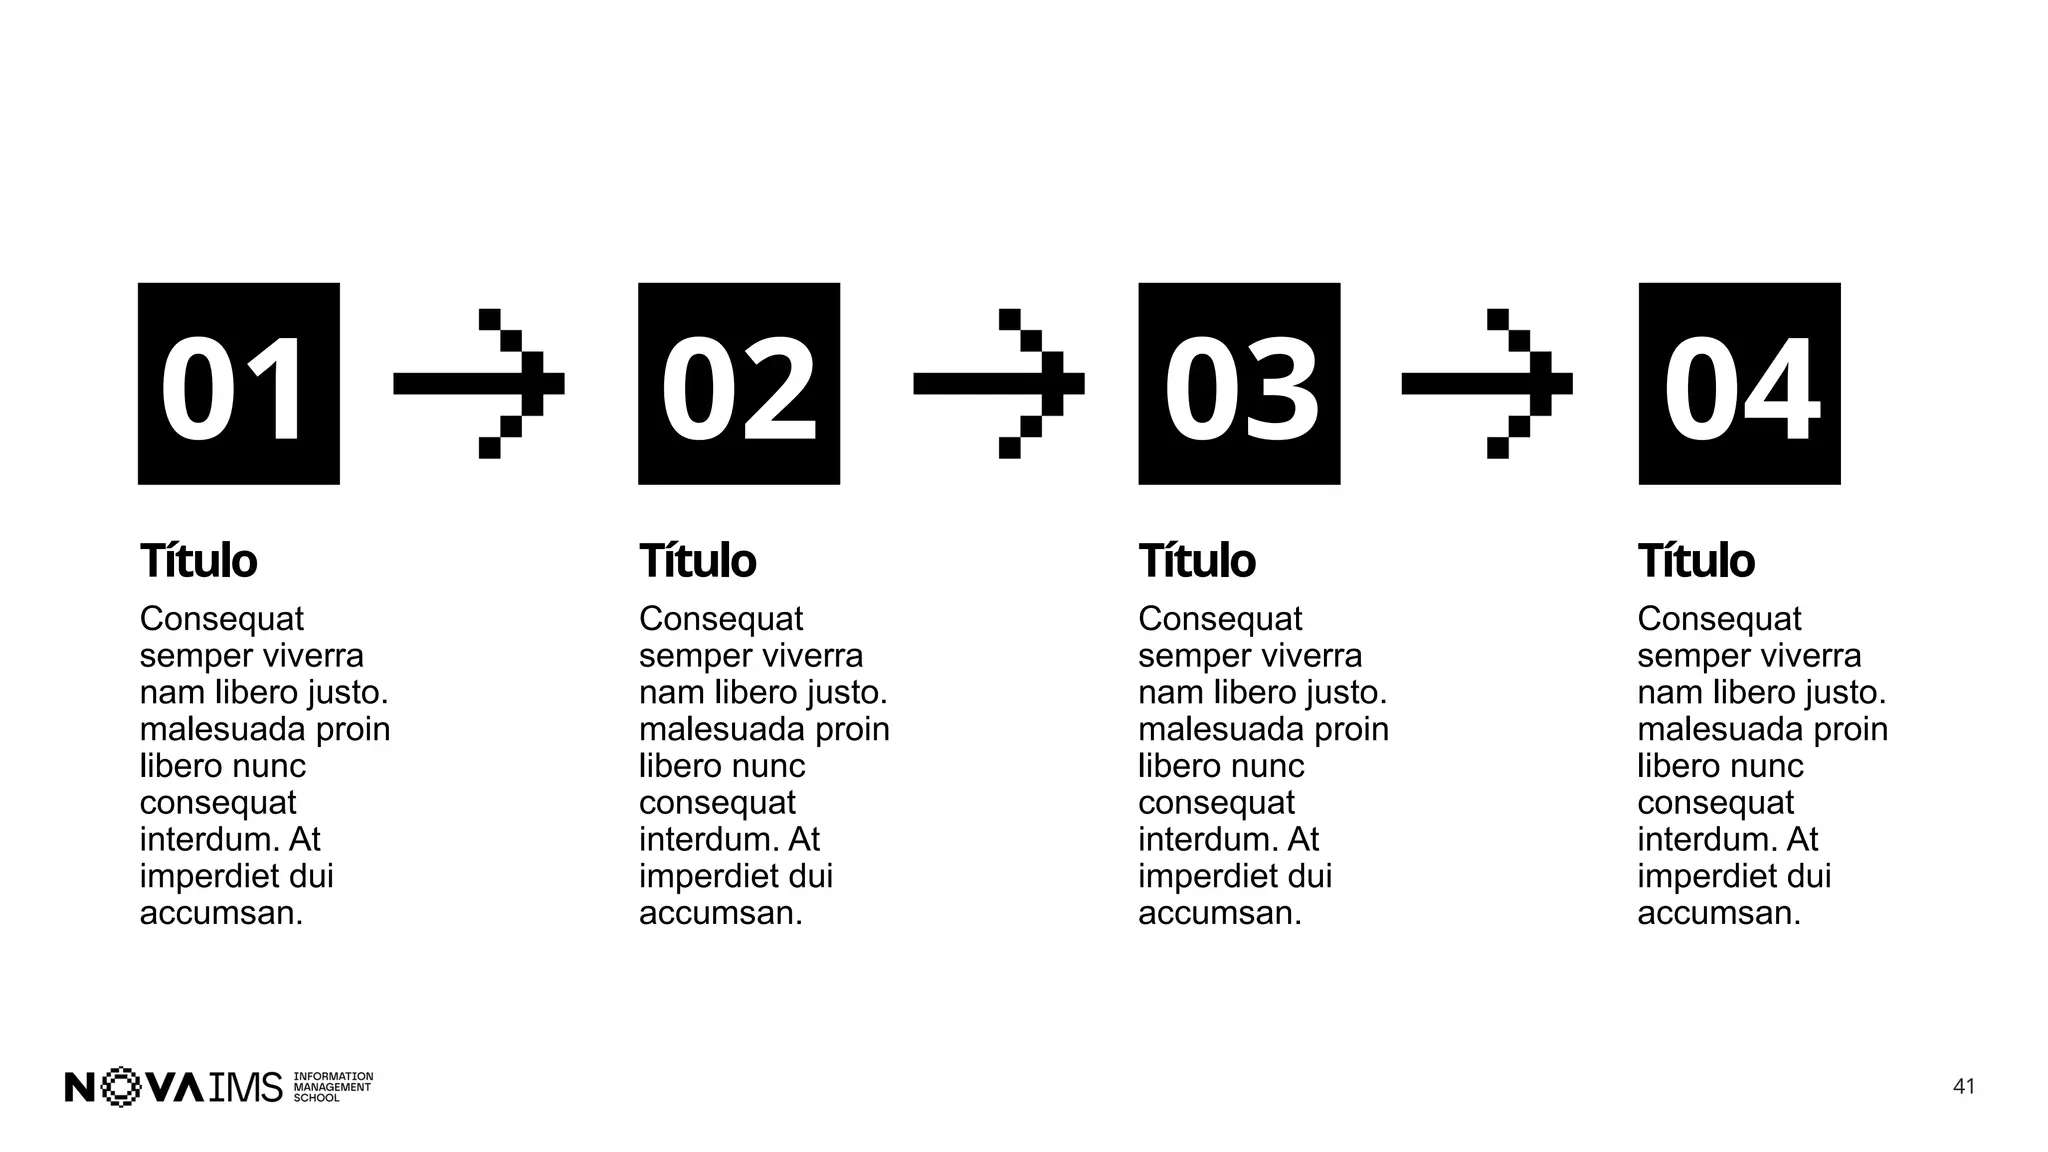 01
02
03
04
Título
Consequat
semper viverra
nam libero justo.
malesuada proin
libero nunc
consequat
interdum. At
imperdiet dui
accumsan.
Título
Consequat
semper viverra
nam libero justo.
malesuada proin
libero nunc
consequat
interdum. At
imperdiet dui
accumsan.
Título
Consequat
semper viverra
nam libero justo.
malesuada proin
libero nunc
consequat
interdum. At
imperdiet dui
accumsan.
Título
Consequat
semper viverra
nam libero justo.
malesuada proin
libero nunc
consequat
interdum. At
imperdiet dui
accumsan.
NOVA IMS
INFORMATION
MANAGEMENT
SCHOOL
41